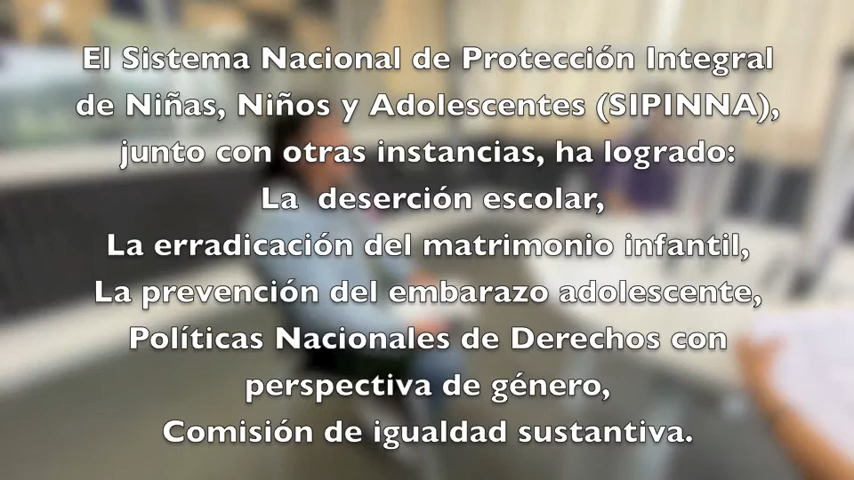 El Sistema Nacional de Protección Integral
de Niñas, Niños y Adolescentes (SIPINNA),
junto con otras instancias, ha logrado:
La deserción escolar,
La erradicación del matrimonio infantil,
La prevención del embarazo adolescente,
Políticas Nacionales de Derechos con
perspectiva de género,
Comisión de igualdad sustantiva.